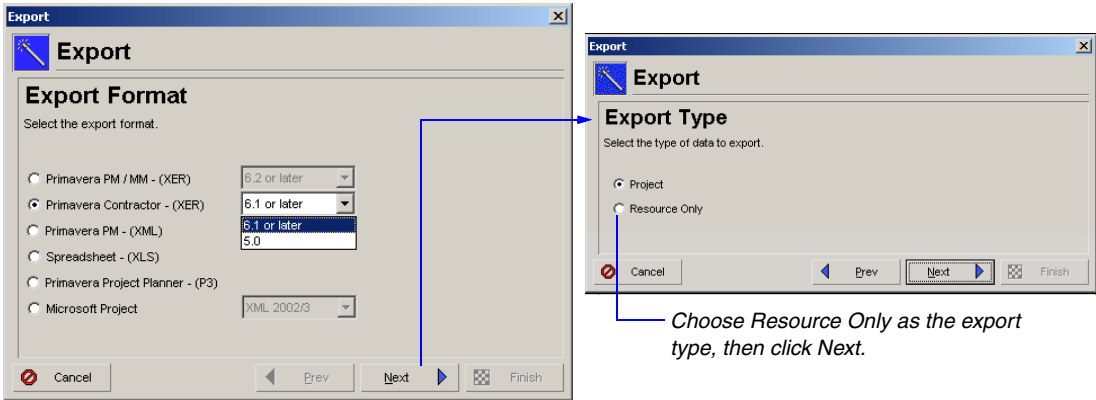 Export
Export
Export Format
Select the export format.
Primavera PM / MM - (XER) 6.2 or later
Primavera Contractor - (XER) 6.1 or later
6.1 or later
Primavera PM - (XML)
5.0
Spreadsheet - (XLS)
Primavera Project Planner - (P3)
Microsoft Project XML 2002/3
Cancel Prev Next Finish
Export
Export
Export Type
Select the type of data to export.
Project
Resource Only
Cancel Prev Next Finish
Choose Resource Only as the export
type, then click Next.